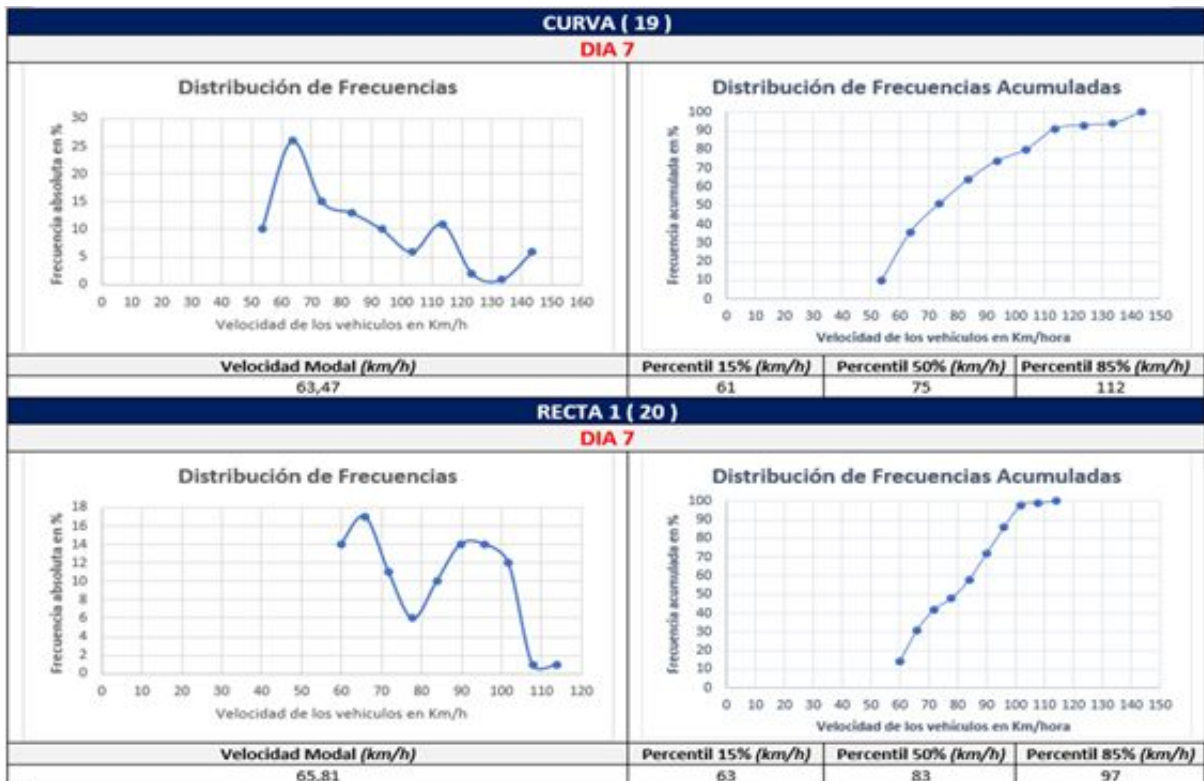 CURVA ( 19 )
DIA 7
Distribución de Frecuencias
Frecuencia absoluta en %
30
25
20
15
10
5
0
0 10 20 30 40 50 60 70 80 90 100 110 120 130 140 150 160
Velocidad de los vehiculos en Km/h
Distribución de Frecuencias Acumuladas
Frecuencia acumulada en %
100
90
80
70
60
50
40
30
20
10
0
0 10 20 30 40 50 60 70 80 90 100 110 120 130 140 150
Velocidad de los vehículos en Km/hora
Velocidad Modal (km/h) Percentil 15% (km/h) Percentil 50% (km/h) Percentil 85% (km/h)
63,47 61 75 112
RECTA 1 ( 20 )
DIA 7
Distribución de Frecuencias
Frecuencia absoluta en %
18
16
14
12
10
8
6
4
2
0
0 10 20 30 40 50 60 70 80 90 100 110 120
Velocidad de los vehiculos en Km/h
Distribución de Frecuencias Acumuladas
Frecuencia acumulada en %
100
90
80
70
60
50
40
30
20
10
0
0 10 20 30 40 50 60 70 80 90 100 110 120 130 140 150
Velocidad de los vehículos en Km/hora
Velocidad Modal (km/h) Percentil 15% (km/h) Percentil 50% (km/h) Percentil 85% (km/h)
65,81 63 83 97